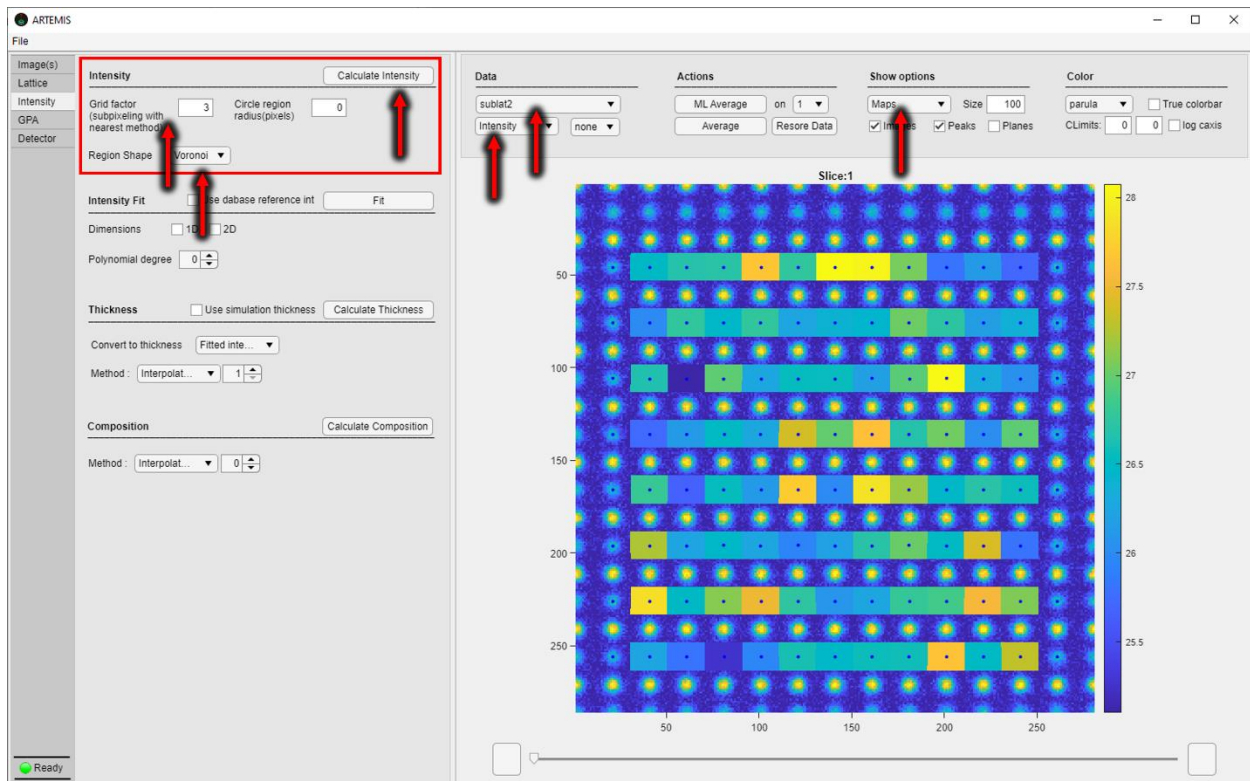 ARTEMIS
File
Image(s)
Lattice
Intensity
GPA
Detector
Ready
Intensity
Calculate Intensity
Grid factor
(subpixeling with
nearest method)
3
Circle region
radius(pixels)
0
Region Shape
Voronoi
Intensity Fit
Use dabase reference int
Fit
Dimensions
1D
2D
Polynomial degree
0
Thickness
Use simulation thickness
Calculate Thickness
Convert to thickness
Fitted inte...
Method :
Interpolat...
1
Composition
Calculate Composition
Method :
Interpolat...
0
Data
sublat2
Intensity
none
Actions
ML Average
on
1
Average
Resore Data
Show options
Maps
Size
100
Peaks
Planes
Color
parula
True colorbar
CLimits:
0
0
log caxis
Slice:1
50
100
150
200
250
50
100
150
200
250
28
27.5
27
26.5
26
25.5